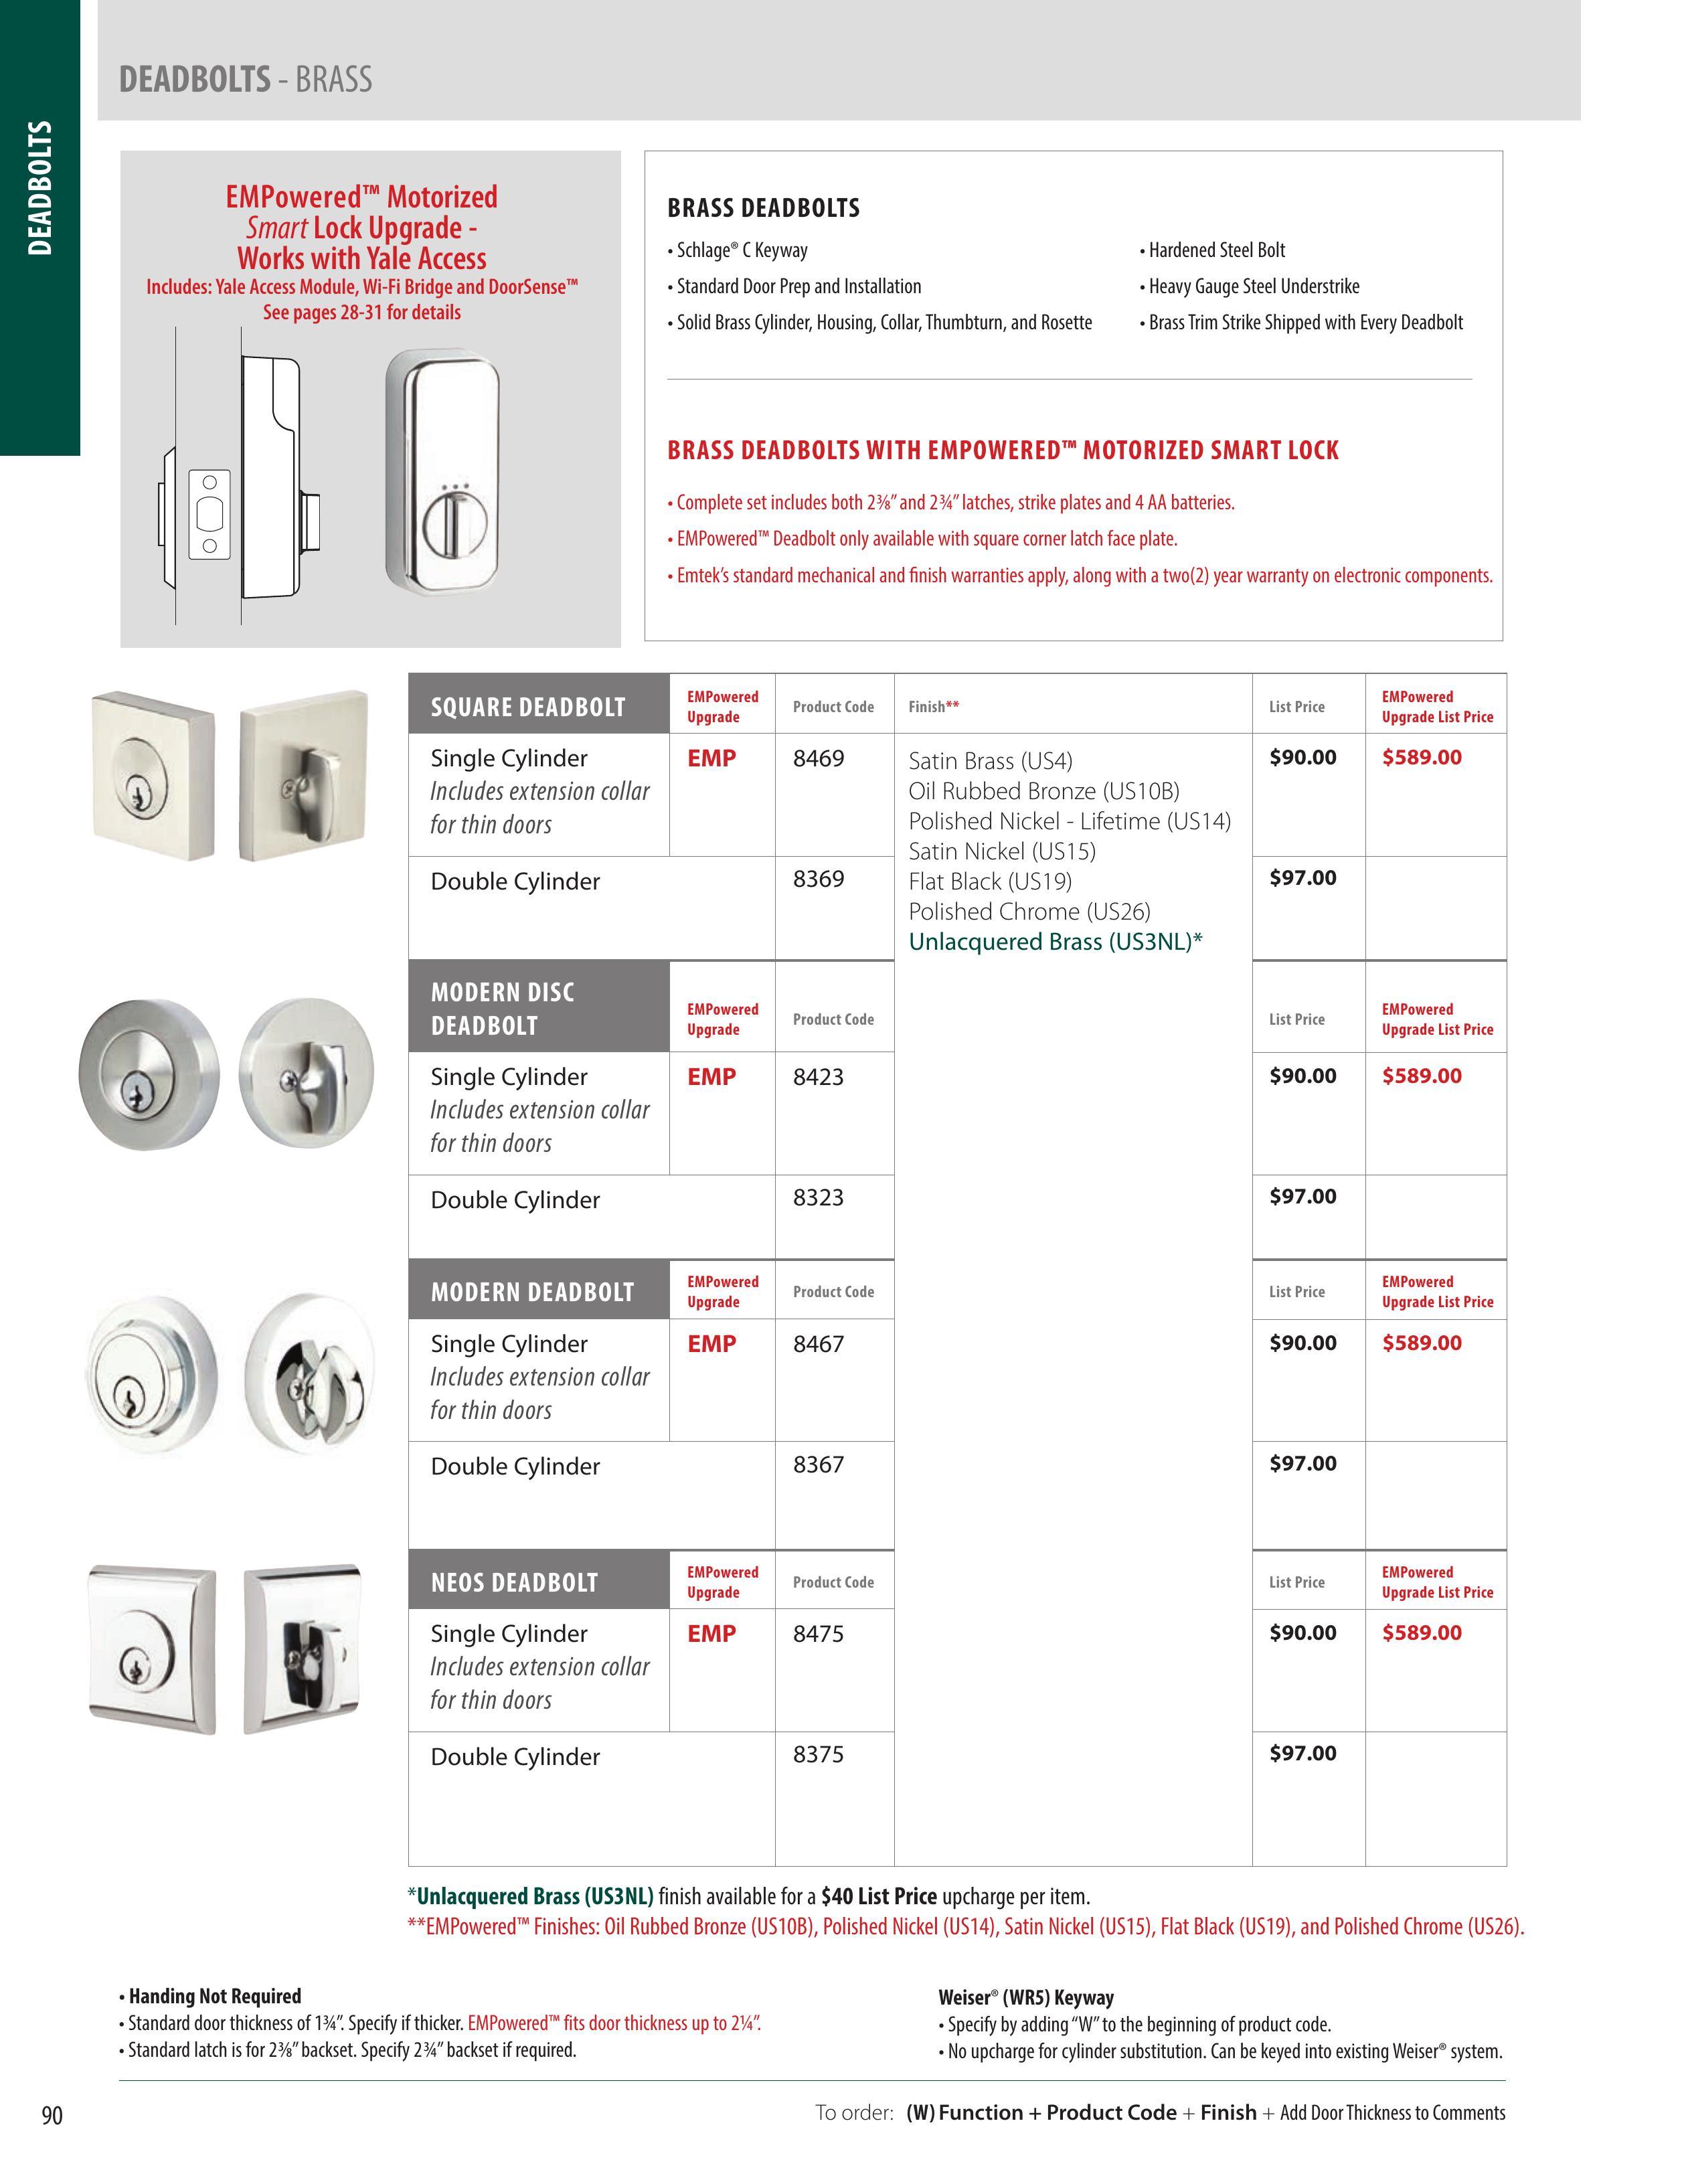 DEADBOLTS - BRASS
DEADBOLTS
EMPowered™ Motorized
Smart Lock Upgrade -
Works with Yale Access
Includes: Yale Access Module, Wi-Fi Bridge and DoorSense™
See pages 28-31 for details
BRASS DEADBOLTS
• Schlage® C Keyway
• Standard Door Prep and Installation
• Solid Brass Cylinder, Housing, Collar, Thumbturn, and Rosette
• Hardened Steel Bolt
• Heavy Gauge Steel Understrike
• Brass Trim Strike Shipped with Every Deadbolt
BRASS DEADBOLTS WITH EMPOWERED™ MOTORIZED SMART LOCK
• Complete set includes both 2⅜” and 2¾” latches, strike plates and 4 AA batteries.
• EMPowered™ Deadbolt only available with square corner latch face plate.
• Emtek’s standard mechanical and finish warranties apply, along with a two(2) year warranty on electronic components.
SQUARE DEADBOLT EMPowered Upgrade Product Code Finish** List Price EMPowered Upgrade List Price
Single Cylinder EMP 8469 $90.00 $589.00
Includes extension collar
for thin doors
Double Cylinder 8369 $97.00
Satin Brass (US4)
Oil Rubbed Bronze (US10B)
Polished Nickel - Lifetime (US14)
Satin Nickel (US15)
Flat Black (US19)
Polished Chrome (US26)
Unlacquered Brass (US3NL)*
MODERN DISC
DEADBOLT
EMPowered Upgrade Product Code List Price EMPowered Upgrade List Price
Single Cylinder EMP 8423 $90.00 $589.00
Includes extension collar
for thin doors
Double Cylinder 8323 $97.00
MODERN DEADBOLT EMPowered Upgrade Product Code List Price EMPowered Upgrade List Price
Single Cylinder EMP 8467 $90.00 $589.00
Includes extension collar
for thin doors
Double Cylinder 8367 $97.00
NEOS DEADBOLT EMPowered Upgrade Product Code List Price EMPowered Upgrade List Price
Single Cylinder EMP 8475 $90.00 $589.00
Includes extension collar
for thin doors
Double Cylinder 8375 $97.00
*Unlacquered Brass (US3NL) finish available for a $40 List Price upcharge per item.
**EMPowered™ Finishes: Oil Rubbed Bronze (US10B), Polished Nickel (US14), Satin Nickel (US15), Flat Black (US19), and Polished Chrome (US26).
• Handing Not Required
• Standard door thickness of 1¾”. Specify if thicker. EMPowered™ fits door thickness up to 2¼”.
• Standard latch is for 2⅜” backset. Specify 2¾” backset if required.
Weiser® (WR5) Keyway
• Specify by adding “W” to the beginning of product code.
• No upcharge for cylinder substitution. Can be keyed into existing Weiser® system.
90
To order: (W) Function + Product Code + Finish + Add Door Thickness to Comments